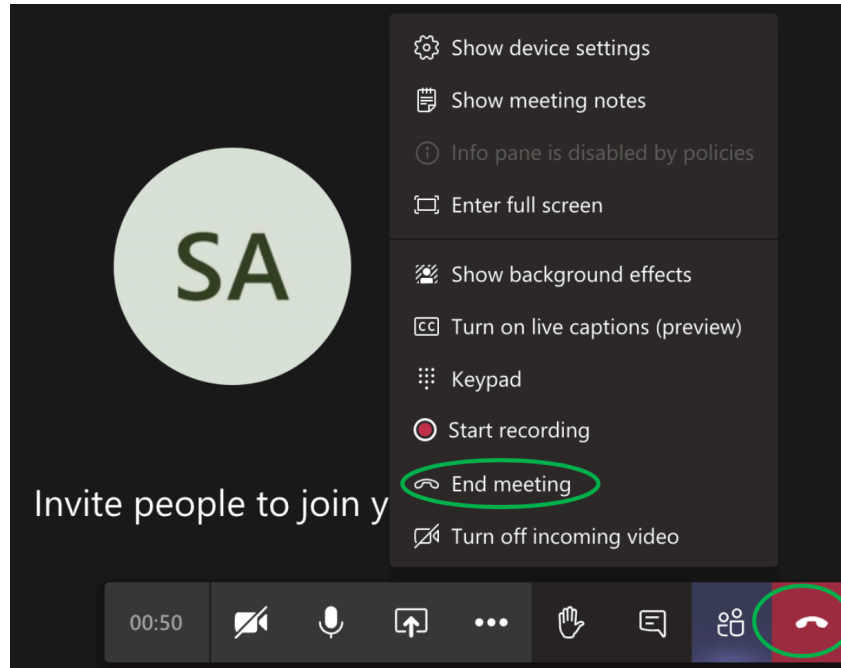 Show device settings
Show meeting notes
Info pane is disabled by policies
Enter full screen
SA
Show background effects
CC Turn on live captions (preview)
Keypad
Start recording
End meeting
Invite people to join y
Turn off incoming video
00:50